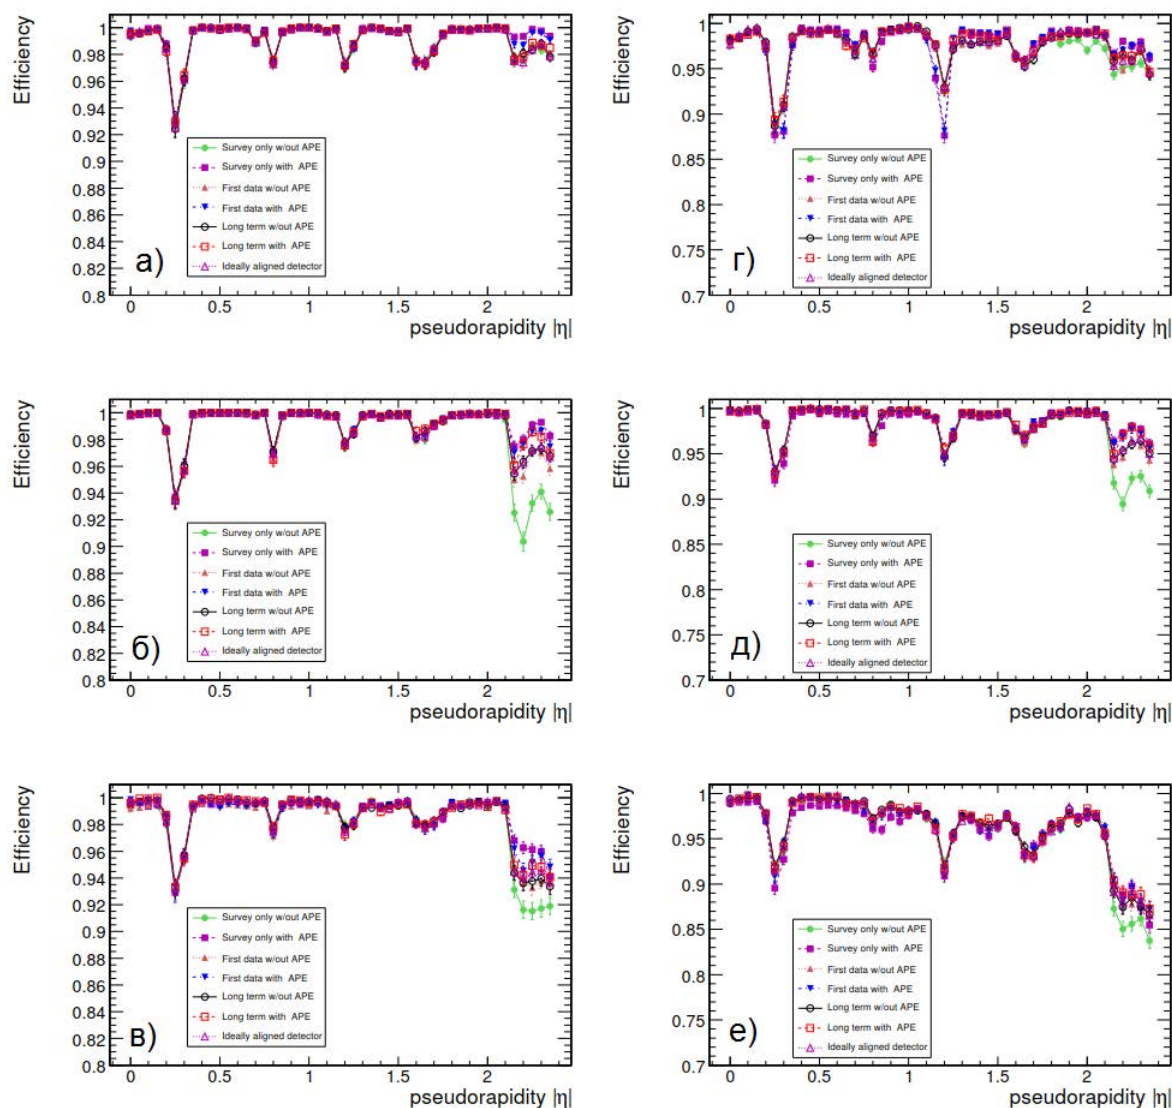 Efficiency
1
0.98
0.96
0.94
0.92
0.9
0.88
0.86
0.84
0.82
0.8
Survey only w/out APE
Survey only with APE
First data w/out APE
First data with APE
Long term w/out APE
Long term with APE
Ideally aligned detector
а)
0 0.5 1 1.5 2
pseudorapidity |η|
Efficiency
1
0.95
0.9
0.85
0.8
0.75
0.7
Survey only w/out APE
Survey only with APE
First data w/out APE
First data with APE
Long term w/out APE
Long term with APE
Ideally aligned detector
г)
0 0.5 1 1.5 2
pseudorapidity |η|
Efficiency
1
0.98
0.96
0.94
0.92
0.9
0.88
0.86
0.84
0.82
0.8
Survey only w/out APE
Survey only with APE
First data w/out APE
First data with APE
Long term w/out APE
Long term with APE
Ideally aligned detector
б)
0 0.5 1 1.5 2
pseudorapidity |η|
Efficiency
1
0.95
0.9
0.85
0.8
0.75
0.7
Survey only w/out APE
Survey only with APE
First data w/out APE
First data with APE
Long term w/out APE
Long term with APE
Ideally aligned detector
д)
0 0.5 1 1.5 2
pseudorapidity |η|
Efficiency
1
0.98
0.96
0.94
0.92
0.9
0.88
0.86
0.84
0.82
0.8
Survey only w/out APE
Survey only with APE
First data w/out APE
First data with APE
Long term w/out APE
Long term with APE
Ideally aligned detector
в)
0 0.5 1 1.5 2
pseudorapidity |η|
Efficiency
1
0.95
0.9
0.85
0.8
0.75
0.7
Survey only w/out APE
Survey only with APE
First data w/out APE
First data with APE
Long term w/out APE
Long term with APE
Ideally aligned detector
е)
0 0.5 1 1.5 2
pseudorapidity |η|